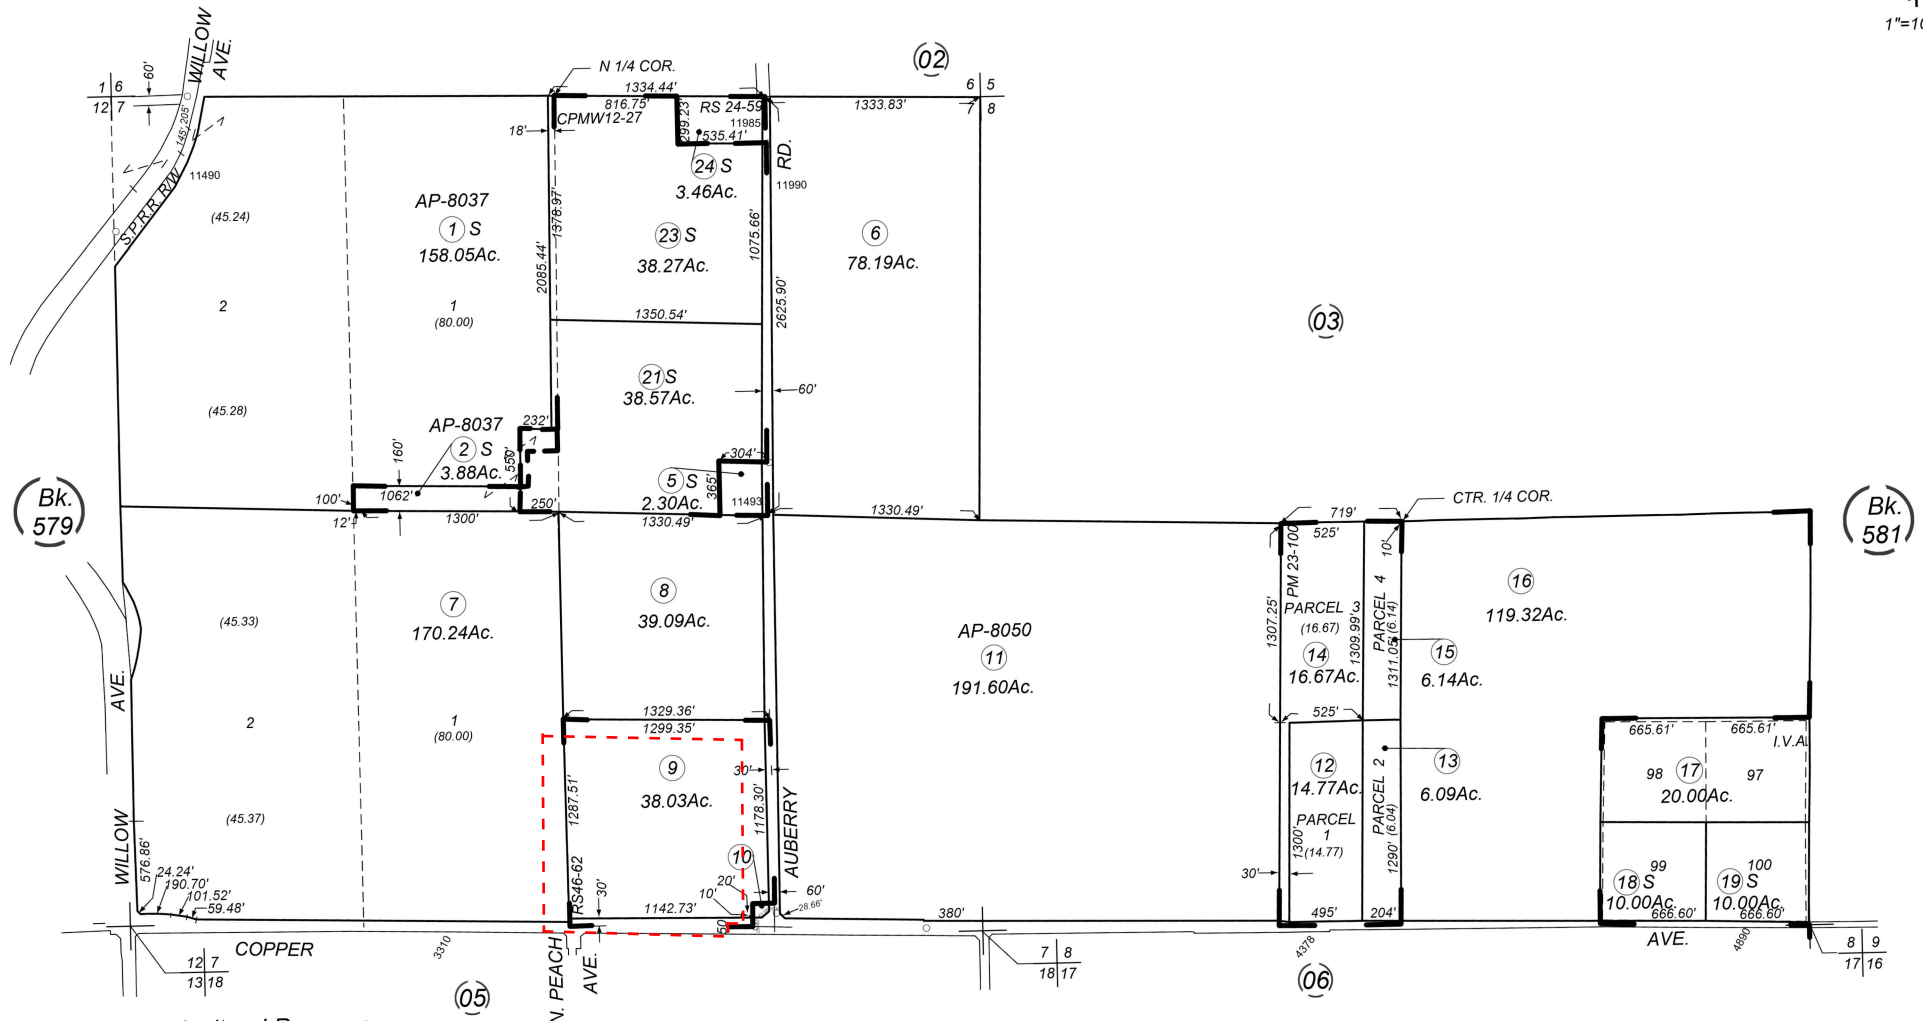 1"=10
WILLOW
AVE.
(02)
N 1/4 COR.
60'
1 6
12 7
1334.44'
816.75'
RS 24-59
1333.83'
6 5
7 8
CPMW12-27
18'
299.23'
11985
535.41'
RD.
145'
205'
11490
S.P.R.R. R/W
24 S
3.46Ac.
11990
AP-8037
(45.24)
1 S
158.05Ac.
1378.97'
23 S
38.27Ac.
1075.66'
6
78.19Ac.
2085.44'
2
1
(80.00)
1350.54'
2625.90'
(03)
21 S
38.57Ac.
60'
(45.28)
AP-8037
232'
2 S
3.88Ac.
160'
550'
304'
5 S
2.30Ac.
365'
11493
Bk.
579
100'
1062'
12'
1300'
250'
1330.49'
1330.49'
719'
525'
CTR. 1/4 COR.
Bk.
581
PM 23-100
10'
7
170.24Ac.
(45.33)
8
39.09Ac.
AP-8050
11
191.60Ac.
1307.25'
PARCEL 3
(16.67)
14
16.67Ac.
1309.99'
PARCEL 4
(6.14)
1311.05'
15
6.14Ac.
16
119.32Ac.
AVE.
2
1
(80.00)
1329.36'
1299.35'
525'
665.61'
665.61'
I.V.A.
9
38.03Ac.
30'
1287.51'
1178.30'
12
14.77Ac.
PARCEL
1
(14.77)
1300'
PARCEL 2
(6.04)
1290'
13
6.09Ac.
98
17
97
20.00Ac.
(45.37)
WILLOW
576.86'
24.24'
190.70'
101.52'
59.48'
RS46-62
30'
10
20'
10'
1142.73'
50'
AUBERRY
60'
28.66'
380'
30'
495'
204'
99
18 S
10.00Ac.
100
19 S
10.00Ac.
666.60'
666.60'
COPPER
3310
N. PEACH
AVE.
4378
AVE.
4890
12 7
13 18
7 8
18 17
8 9
17 16
(05)
(06)